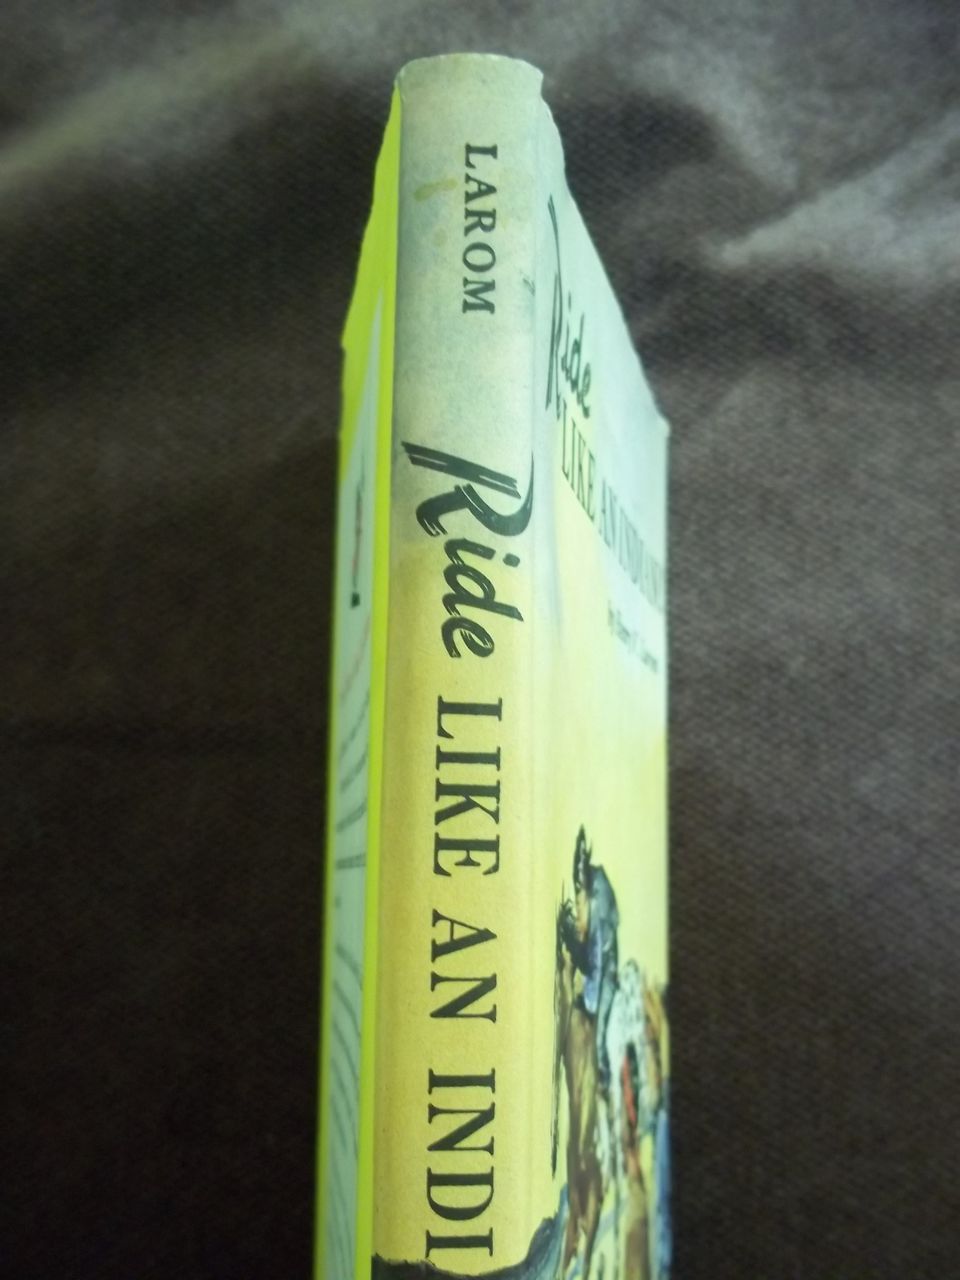 LAROM
Ride LIKE AN INDI
Ride
LIKE AN INDIAN